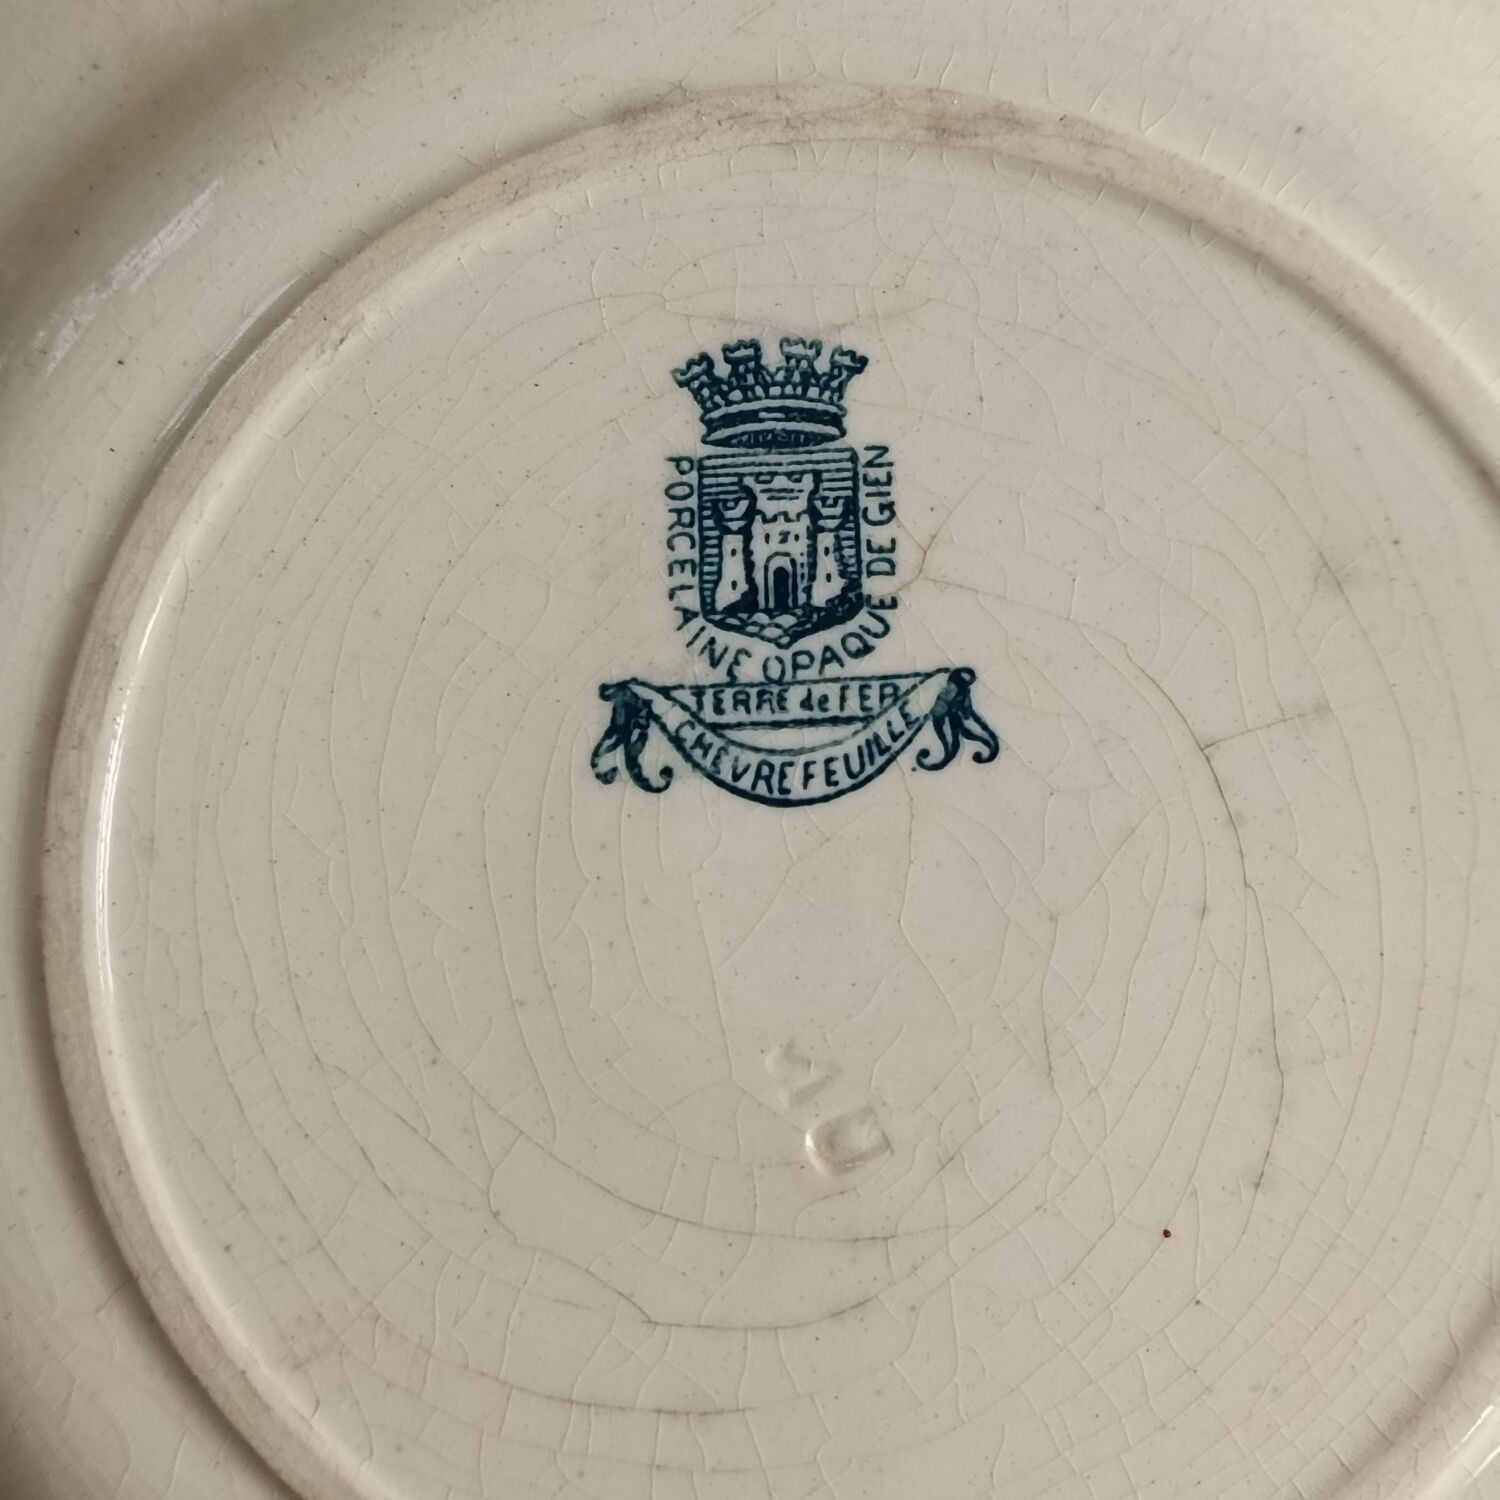 PORCELAINE OPAQUE DE GIEN
TERRE de FER
CHEVREFEUILLE